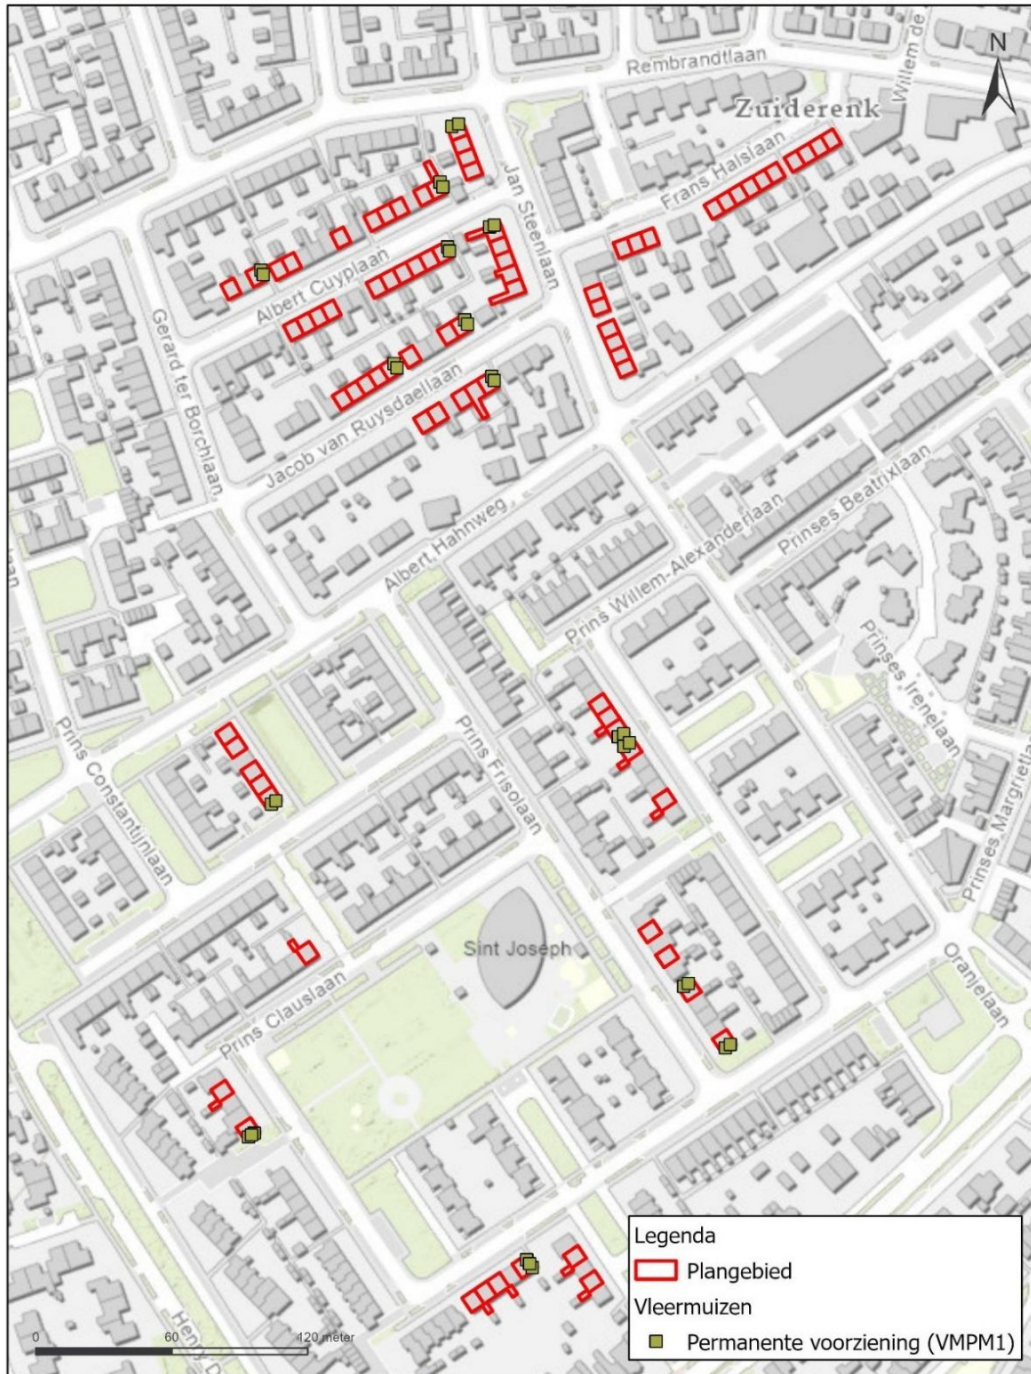 Rembrandtlaan
Willem de
N
Zuiderenk
Frans Halslaan
Jan Steenlaan
Albert Cuyplaan
Gerard ter Borchlaan
Jacob van Ruysdaellaan
Albert Hahnweg
Prins Willem-Alexanderlaan
Prinses Beatrixlaan
Prinses Irenelaan
Prins Constantijnlaan
Prins Frisolaan
Prinses Margrietla
Sint Joseph
Oranjelaan
Prins Clauslaan
Legenda
Plangebied
Vleermuizen
Permanente voorziening (VMPM1)
0 60 120 meter